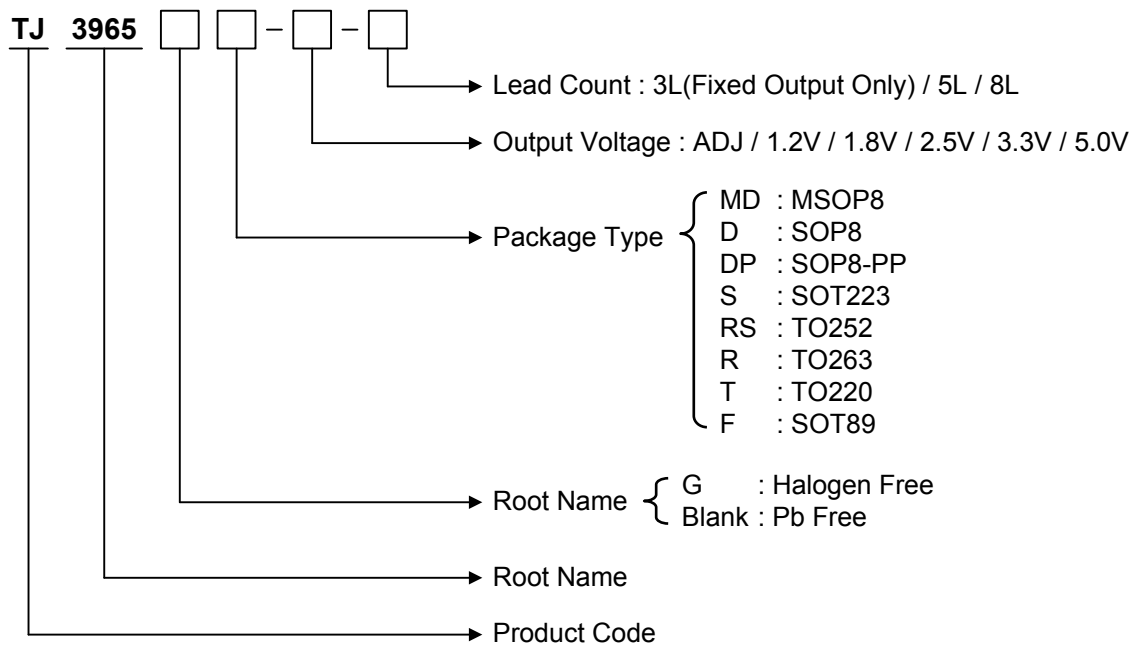 TJ 3965 – –
Lead Count : 3L(Fixed Output Only) / 5L / 8L
Output Voltage : ADJ / 1.2V / 1.8V / 2.5V / 3.3V / 5.0V
Package Type
MD : MSOP8
D : SOP8
DP : SOP8-PP
S : SOT223
RS : TO252
R : TO263
T : TO220
F : SOT89
Root Name
G : Halogen Free
Blank : Pb Free
Root Name
Product Code